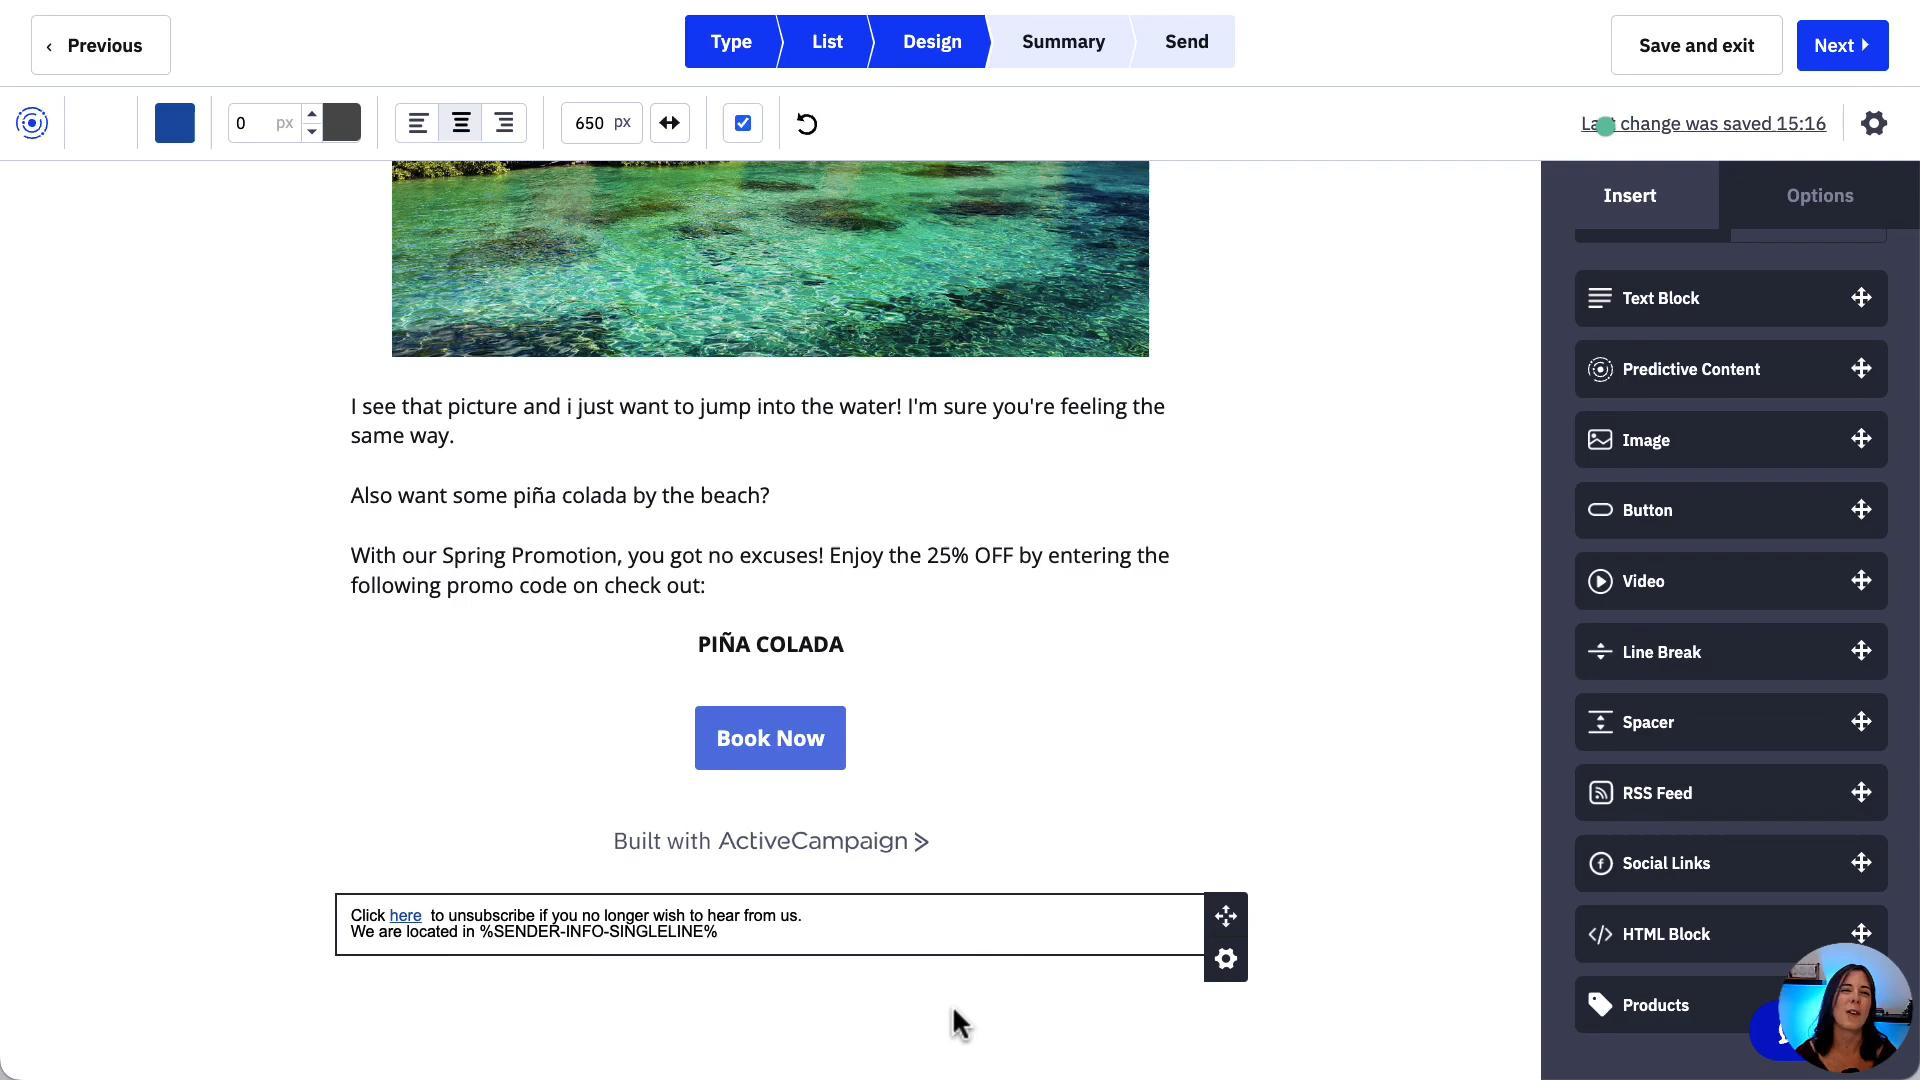 ‹ Previous
Type
List
Design
Summary
Send
Save and exit
Next
0 px
650 px
Last change was saved 15:16
Insert
Options
Text Block
Predictive Content
Image
Button
Video
Line Break
Spacer
RSS Feed
Social Links
HTML Block
Products
I see that picture and i just want to jump into the water! I'm sure you're feeling the
same way.
Also want some piña colada by the beach?
With our Spring Promotion, you got no excuses! Enjoy the 25% OFF by entering the
following promo code on check out:
PIÑA COLADA
Book Now
Built with ActiveCampaign
Click here to unsubscribe if you no longer wish to hear from us.
We are located in %SENDER-INFO-SINGLELINE%